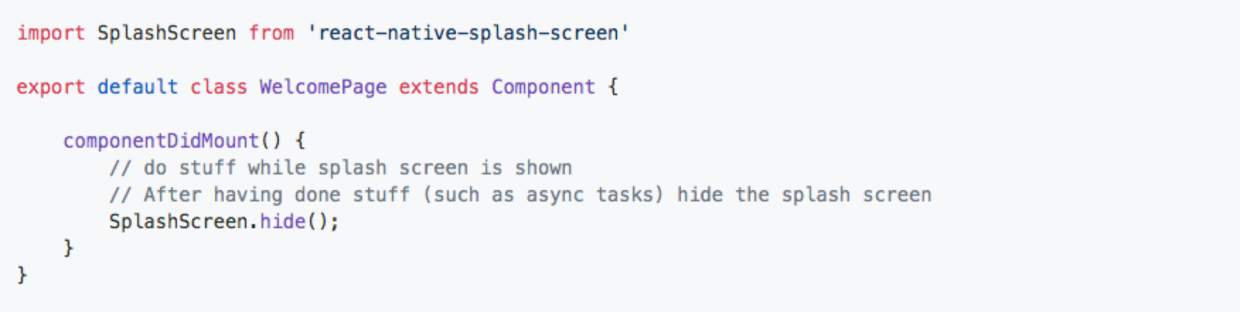 import SplashScreen from 'react-native-splash-screen'
export default class WelcomePage extends Component {
componentDidMount() {
// do stuff while splash screen is shown
// After having done stuff (such as async tasks) hide the splash screen
SplashScreen.hide();
}
}